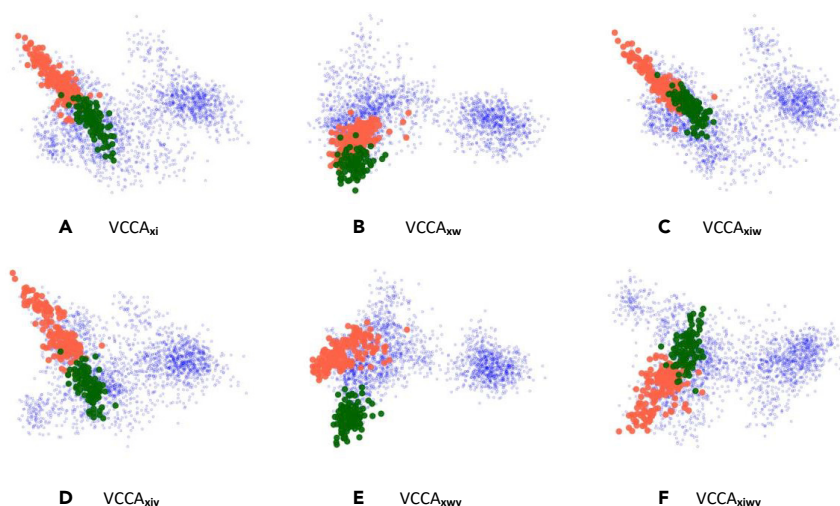 A VCCAxi
B VCCAxw
C VCCAxiw
D VCCAxiv
E VCCAxwv
F VCCAxiwv